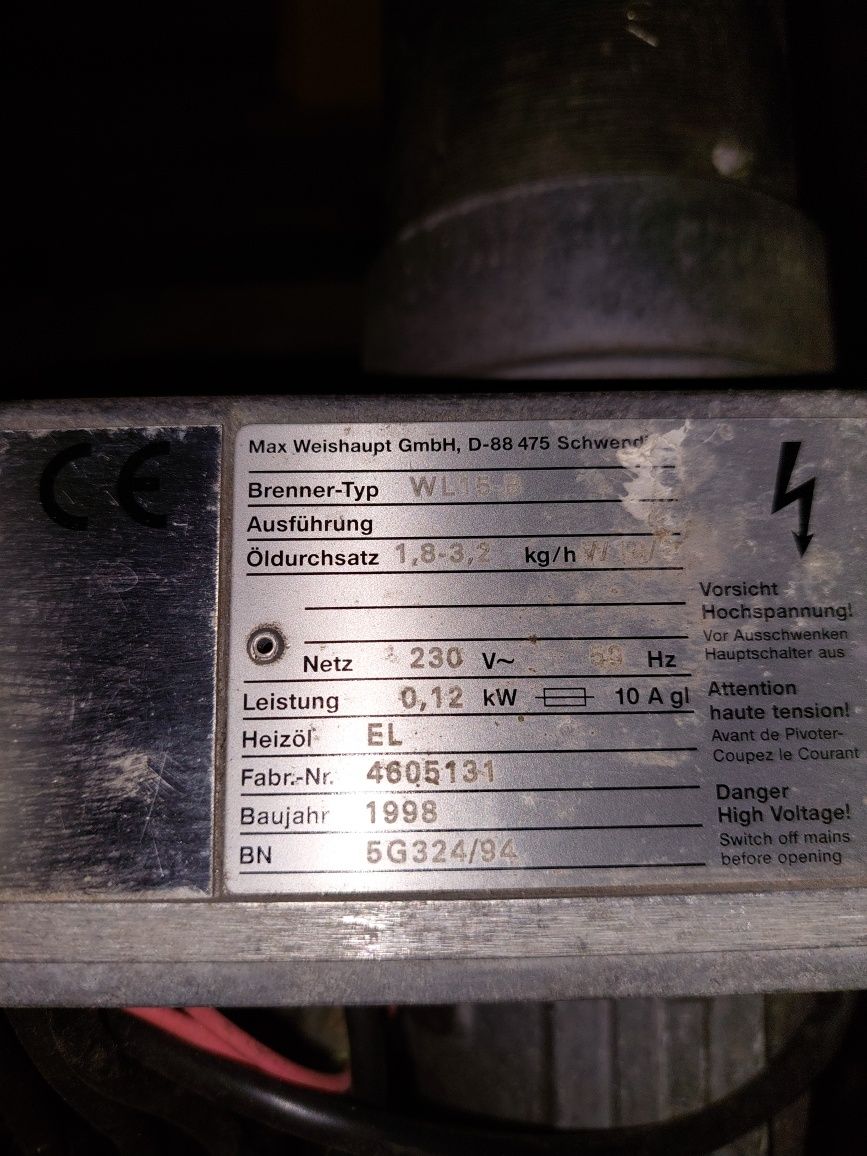 CE
Max Weishaupt GmbH, D-88 475 Schwendi
Brenner-Typ WL15-B
Ausführung
Öldurchsatz 1,8-3,2 kg/h
Netz 230 V~ Hz
Leistung 0,12 kW 10 A gl
Heizöl EL
Fabr.-Nr. 4605131
Baujahr 1998
BN 5G324/94
Vorsicht
Hochspannung!
Vor Ausschwenken
Hauptschalter aus
Attention
haute tension!
Avant de Pivoter-
Coupez le Courant
Danger
High Voltage!
Switch off mains
before opening